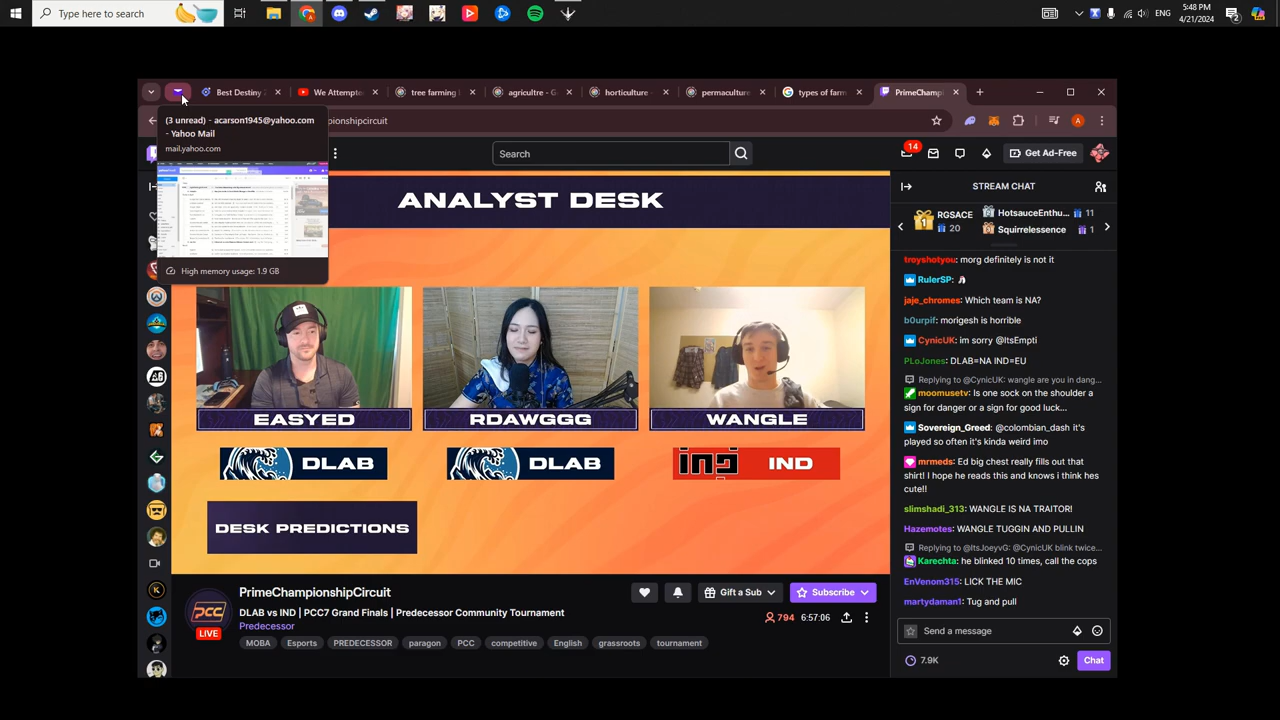 Type here to search
ENG
5:48 PM
4/21/2024
2
Best Destiny
We Attempte
tree farming
agricultre - G
horticulture -
permaculture
types of farm
PrimeChampi
(3 unread) - acarson1945@yahoo.com
- Yahoo Mail
mail.yahoo.com
High memory usage: 1.9 GB
pionshipcircuit
A
Search
14
Get Ad-Free
ANALYST DESK
EASYED
RDAWGGG
WANGLE
DLAB
DLAB
IND
DESK PREDICTIONS
PCC
LIVE
PrimeChampionshipCircuit
DLAB vs IND | PCC7 Grand Finals | Predecessor Community Tournament
Predecessor
MOBA
Esports
PREDECESSOR
paragon
PCC
competitive
English
grassroots
tournament
Gift a Sub
Subscribe
794
6:57:06
STREAM CHAT
20
HotsauceEnthu...
11
Squirelessence
1
troyshotyou: morg definitely is not it
RulerSP:
jaje_chromes: Which team is NA?
b0urpif: morigesh is horrible
CynicUK: im sorry @ItsEmpti
PLoJones: DLAB=NA IND=EU
Replying to @CynicUK: wangle are you in dang...
moomusetv: Is one sock on the shoulder a
sign for danger or a sign for good luck...
Sovereign_Greed: @colombian_dash it's
played so often it's kinda weird imo
mrmeds: Ed big chest really fills out that
shirt! I hope he reads this and knows i think hes
cute!!
slimshadi_313: WANGLE IS NA TRAITOR!
Hazemotes: WANGLE TUGGIN AND PULLIN
Replying to @ItsJoeyvG: @CynicUK blink twice...
Karechta: he blinked 10 times, call the cops
EnVenom315: LICK THE MIC
martydaman1: Tug and pull
Send a message
7.9K
Chat